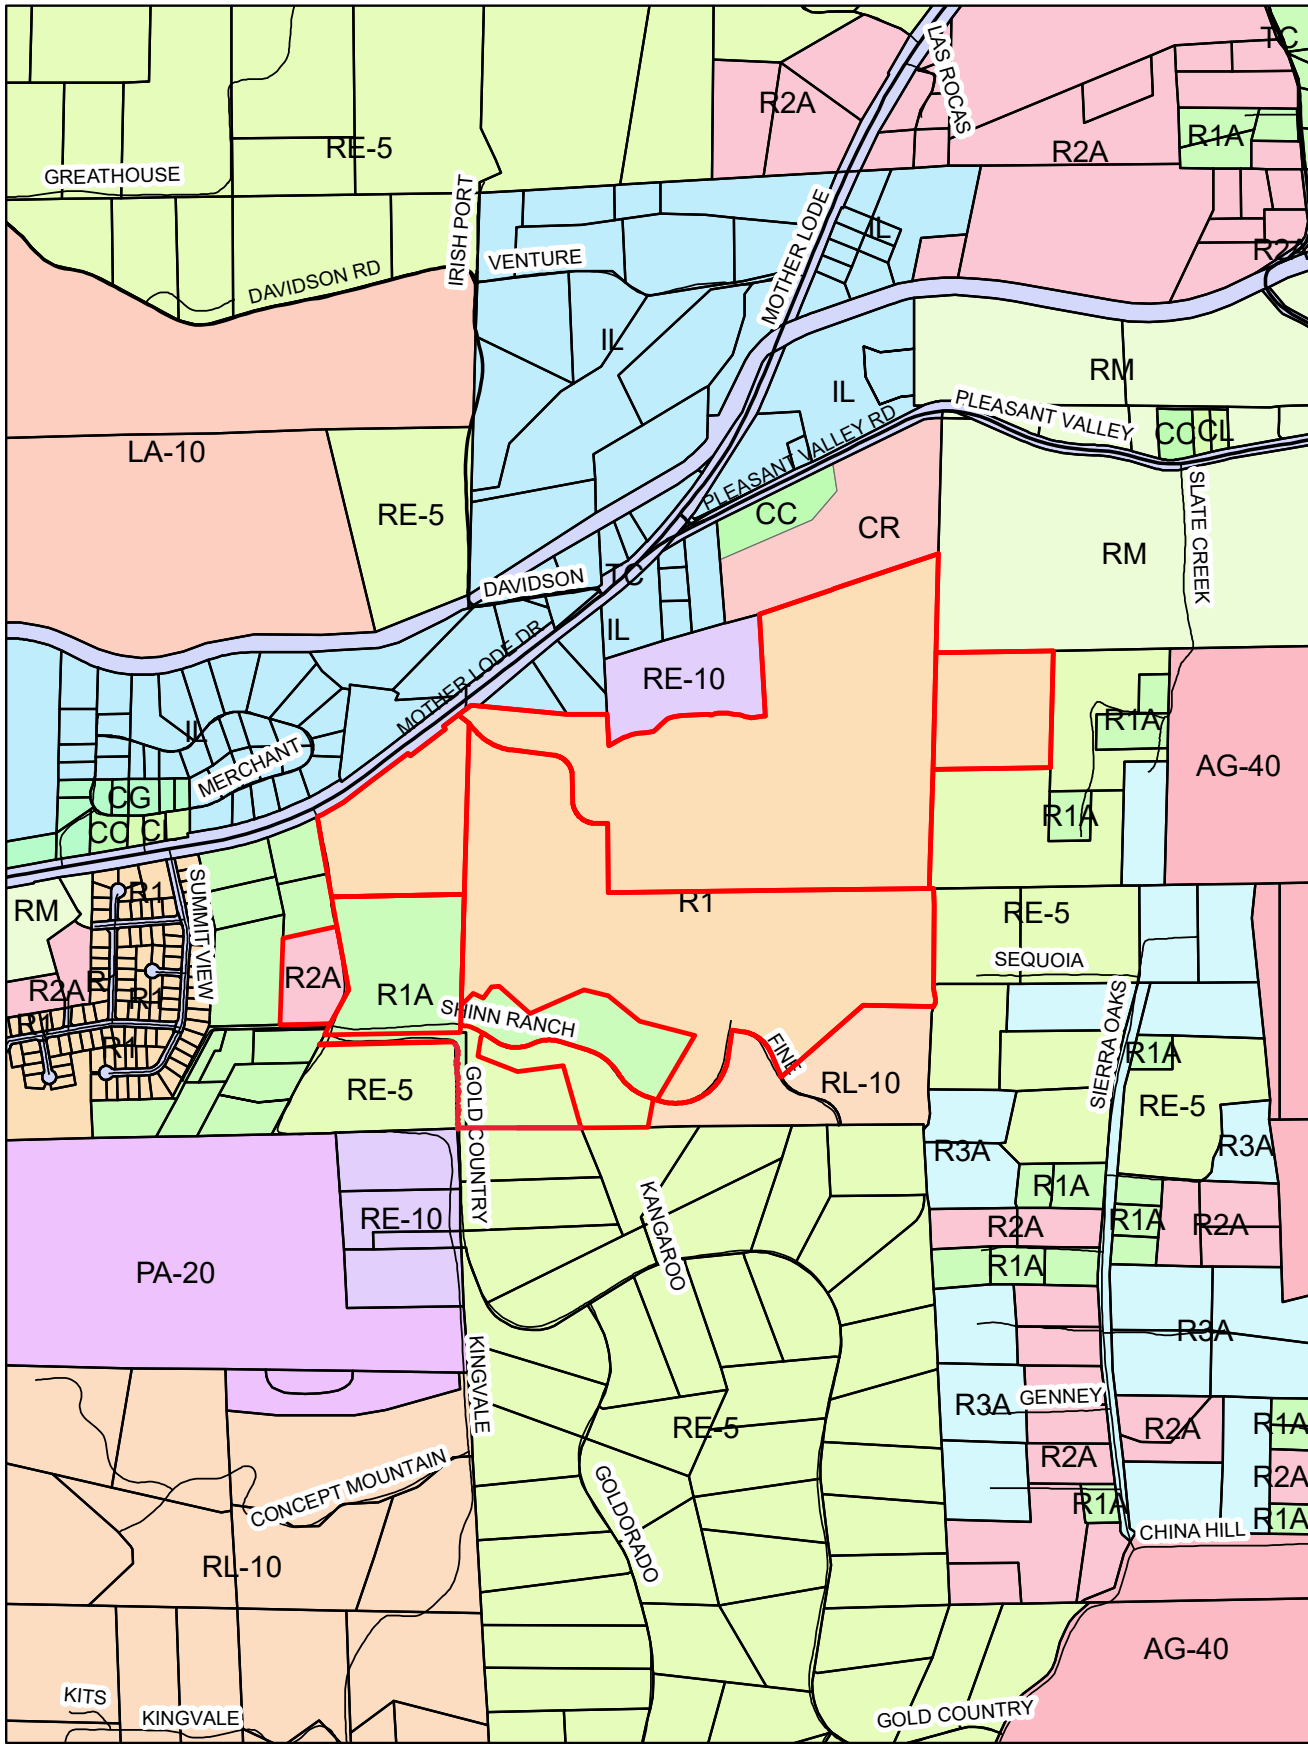 TC
LAS ROCAS
R2A
R1A
RE-5
R2A
GREATHOUSE
IRISH PORT
MOTHER LODE
IL
R2A
VENTURE
DAVIDSON RD
IL
RM
IL
PLEASANT VALLEY
PLEASANT VALLEY RD
CC
CL
LA-10
SLATE CREEK
RE-5
CC
CR
RM
DAVIDSON
TC
IL
MOTHER LODE DR
RE-10
R1A
IL
MERCHANT
AG-40
CG
R1A
CC
CL
R1
SUMMIT VIEW
R1
RM
RE-5
SEQUOIA
R2A
R
R1
R2A
R1A
SIERRA OAKS
R1
SHINN RANCH
R1
FINE
R1A
RE-5
GOLD COUNTRY
RL-10
RE-5
R3A
R3A
R1A
KANGAROO
RE-10
R2A
R1A
R2A
PA-20
R1A
R3A
KINGVALE
R3A
GENNEY
RE-5
R2A
R1A
R2A
CONCEPT MOUNTAIN
GOLDORADO
R2A
R1A
R1A
CHINA HILL
RL-10
AG-40
KITS
KINGVALE
GOLD COUNTRY